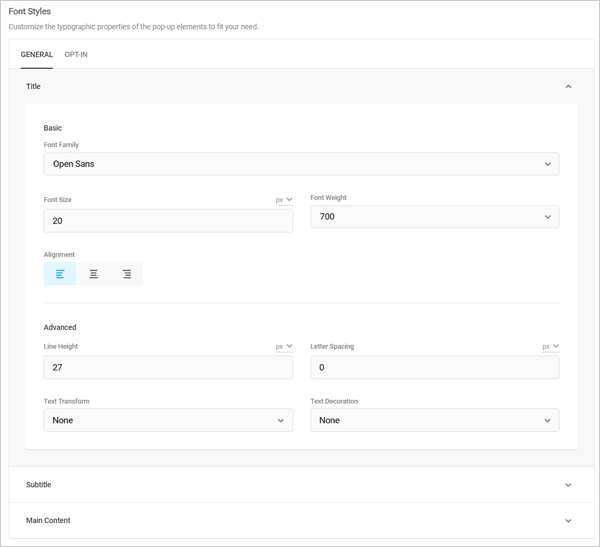 Font Styles
Customize the typographic properties of the pop-up elements to fit your need.
GENERAL OPT-IN
Title
Basic
Font Family
Open Sans
Font Size px Font Weight
20 700
Alignment
Advanced
Line Height px Letter Spacing px
27 0
Text Transform Text Decoration
None None
Subtitle
Main Content